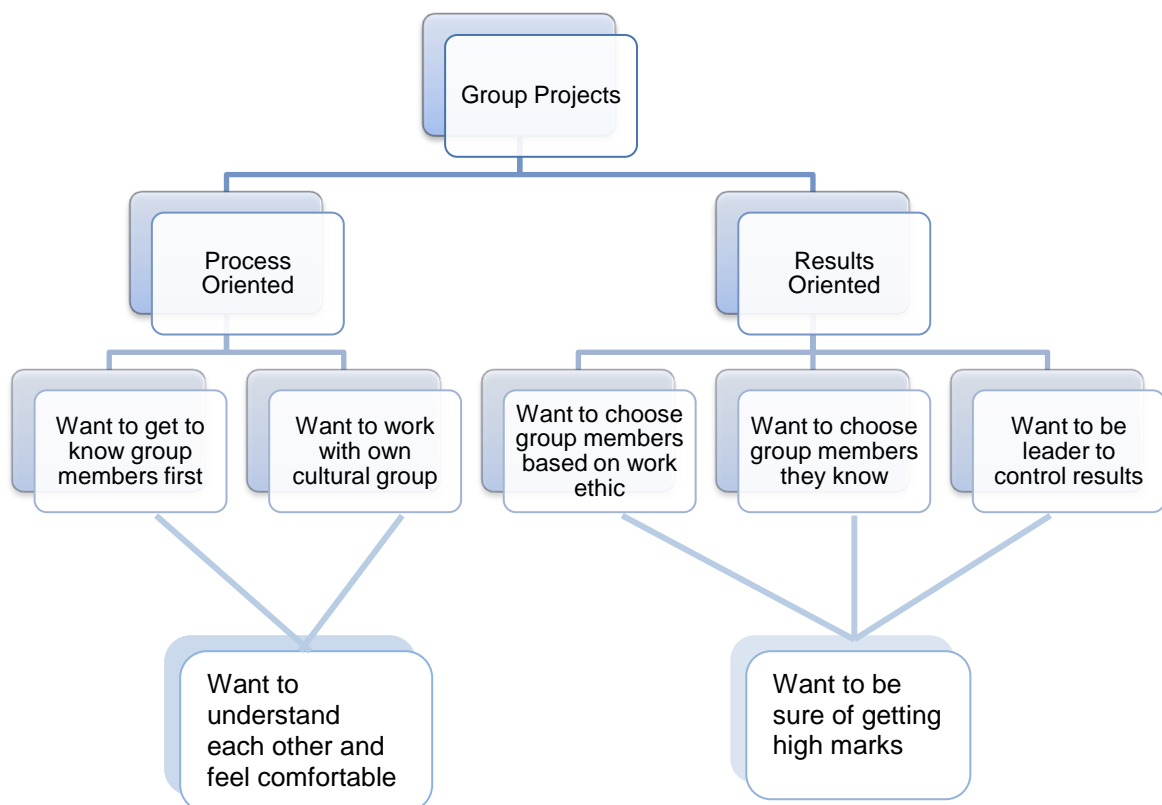 Group Projects
Process
Oriented
Results
Oriented
Want to get to
know group
members first
Want to work
with own
cultural group
Want to choose
group members
based on work
ethic
Want to choose
group members
they know
Want to be
leader to
control results
Want to
understand
each other and
feel comfortable
Want to be
sure of getting
high marks